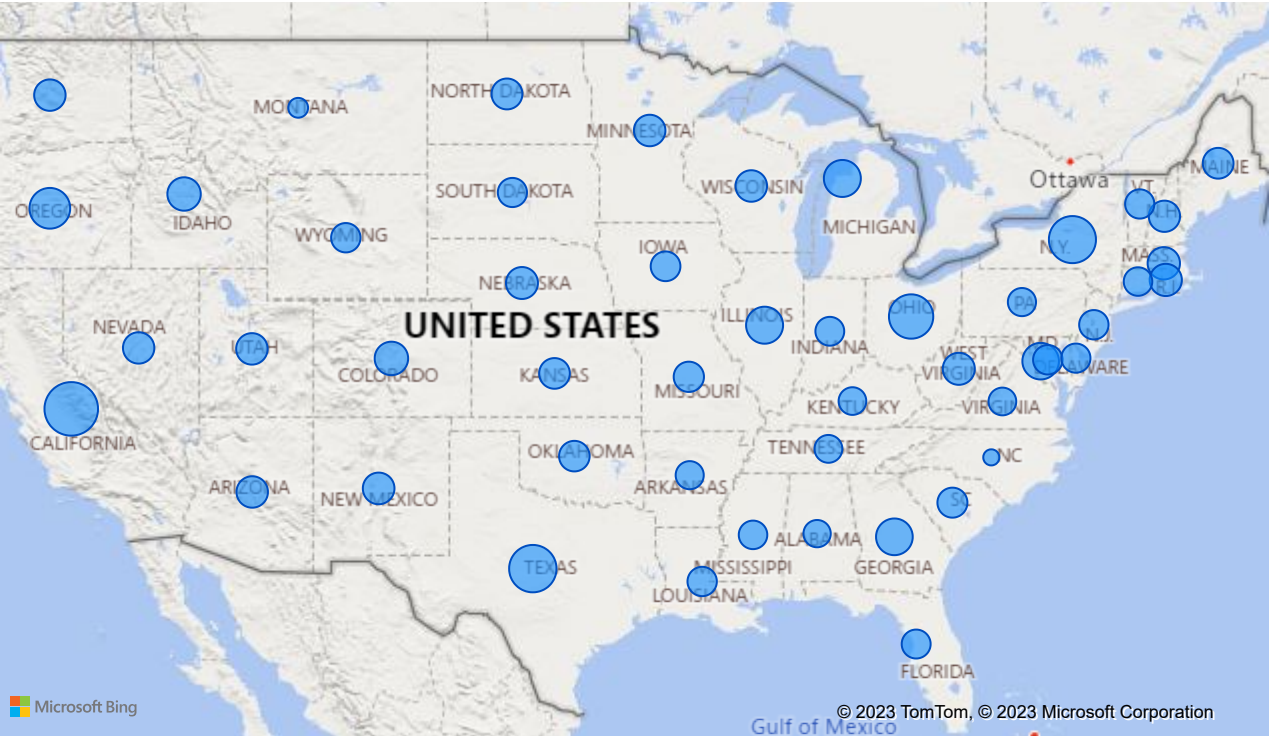 NORTH DAKOTA
MONTANA
MINNESOTA
MAINE
Ottawa
SOUTH DAKOTA
WISCONSIN
VT.
OREGON
IDAHO
N.H.
MICHIGAN
WYOMING
IOWA
N.Y.
MASS.
NEBRASKA
R.I.
PA
OHIO
ILLINOIS
UNITED STATES
NEVADA
N.J.
UTAH
INDIANA
MD.
WEST
VIRGINIA
DELAWARE
COLORADO
KANSAS
MISSOURI
KENTUCKY
VIRGINIA
CALIFORNIA
TENNESSEE
OKLAHOMA
NC
ARIZONA
NEW MEXICO
ARKANSAS
SC
ALABAMA
TEXAS
MISSISSIPPI
GEORGIA
LOUISIANA
FLORIDA
Microsoft Bing
© 2023 TomTom, © 2023 Microsoft Corporation
Gulf of Mexico